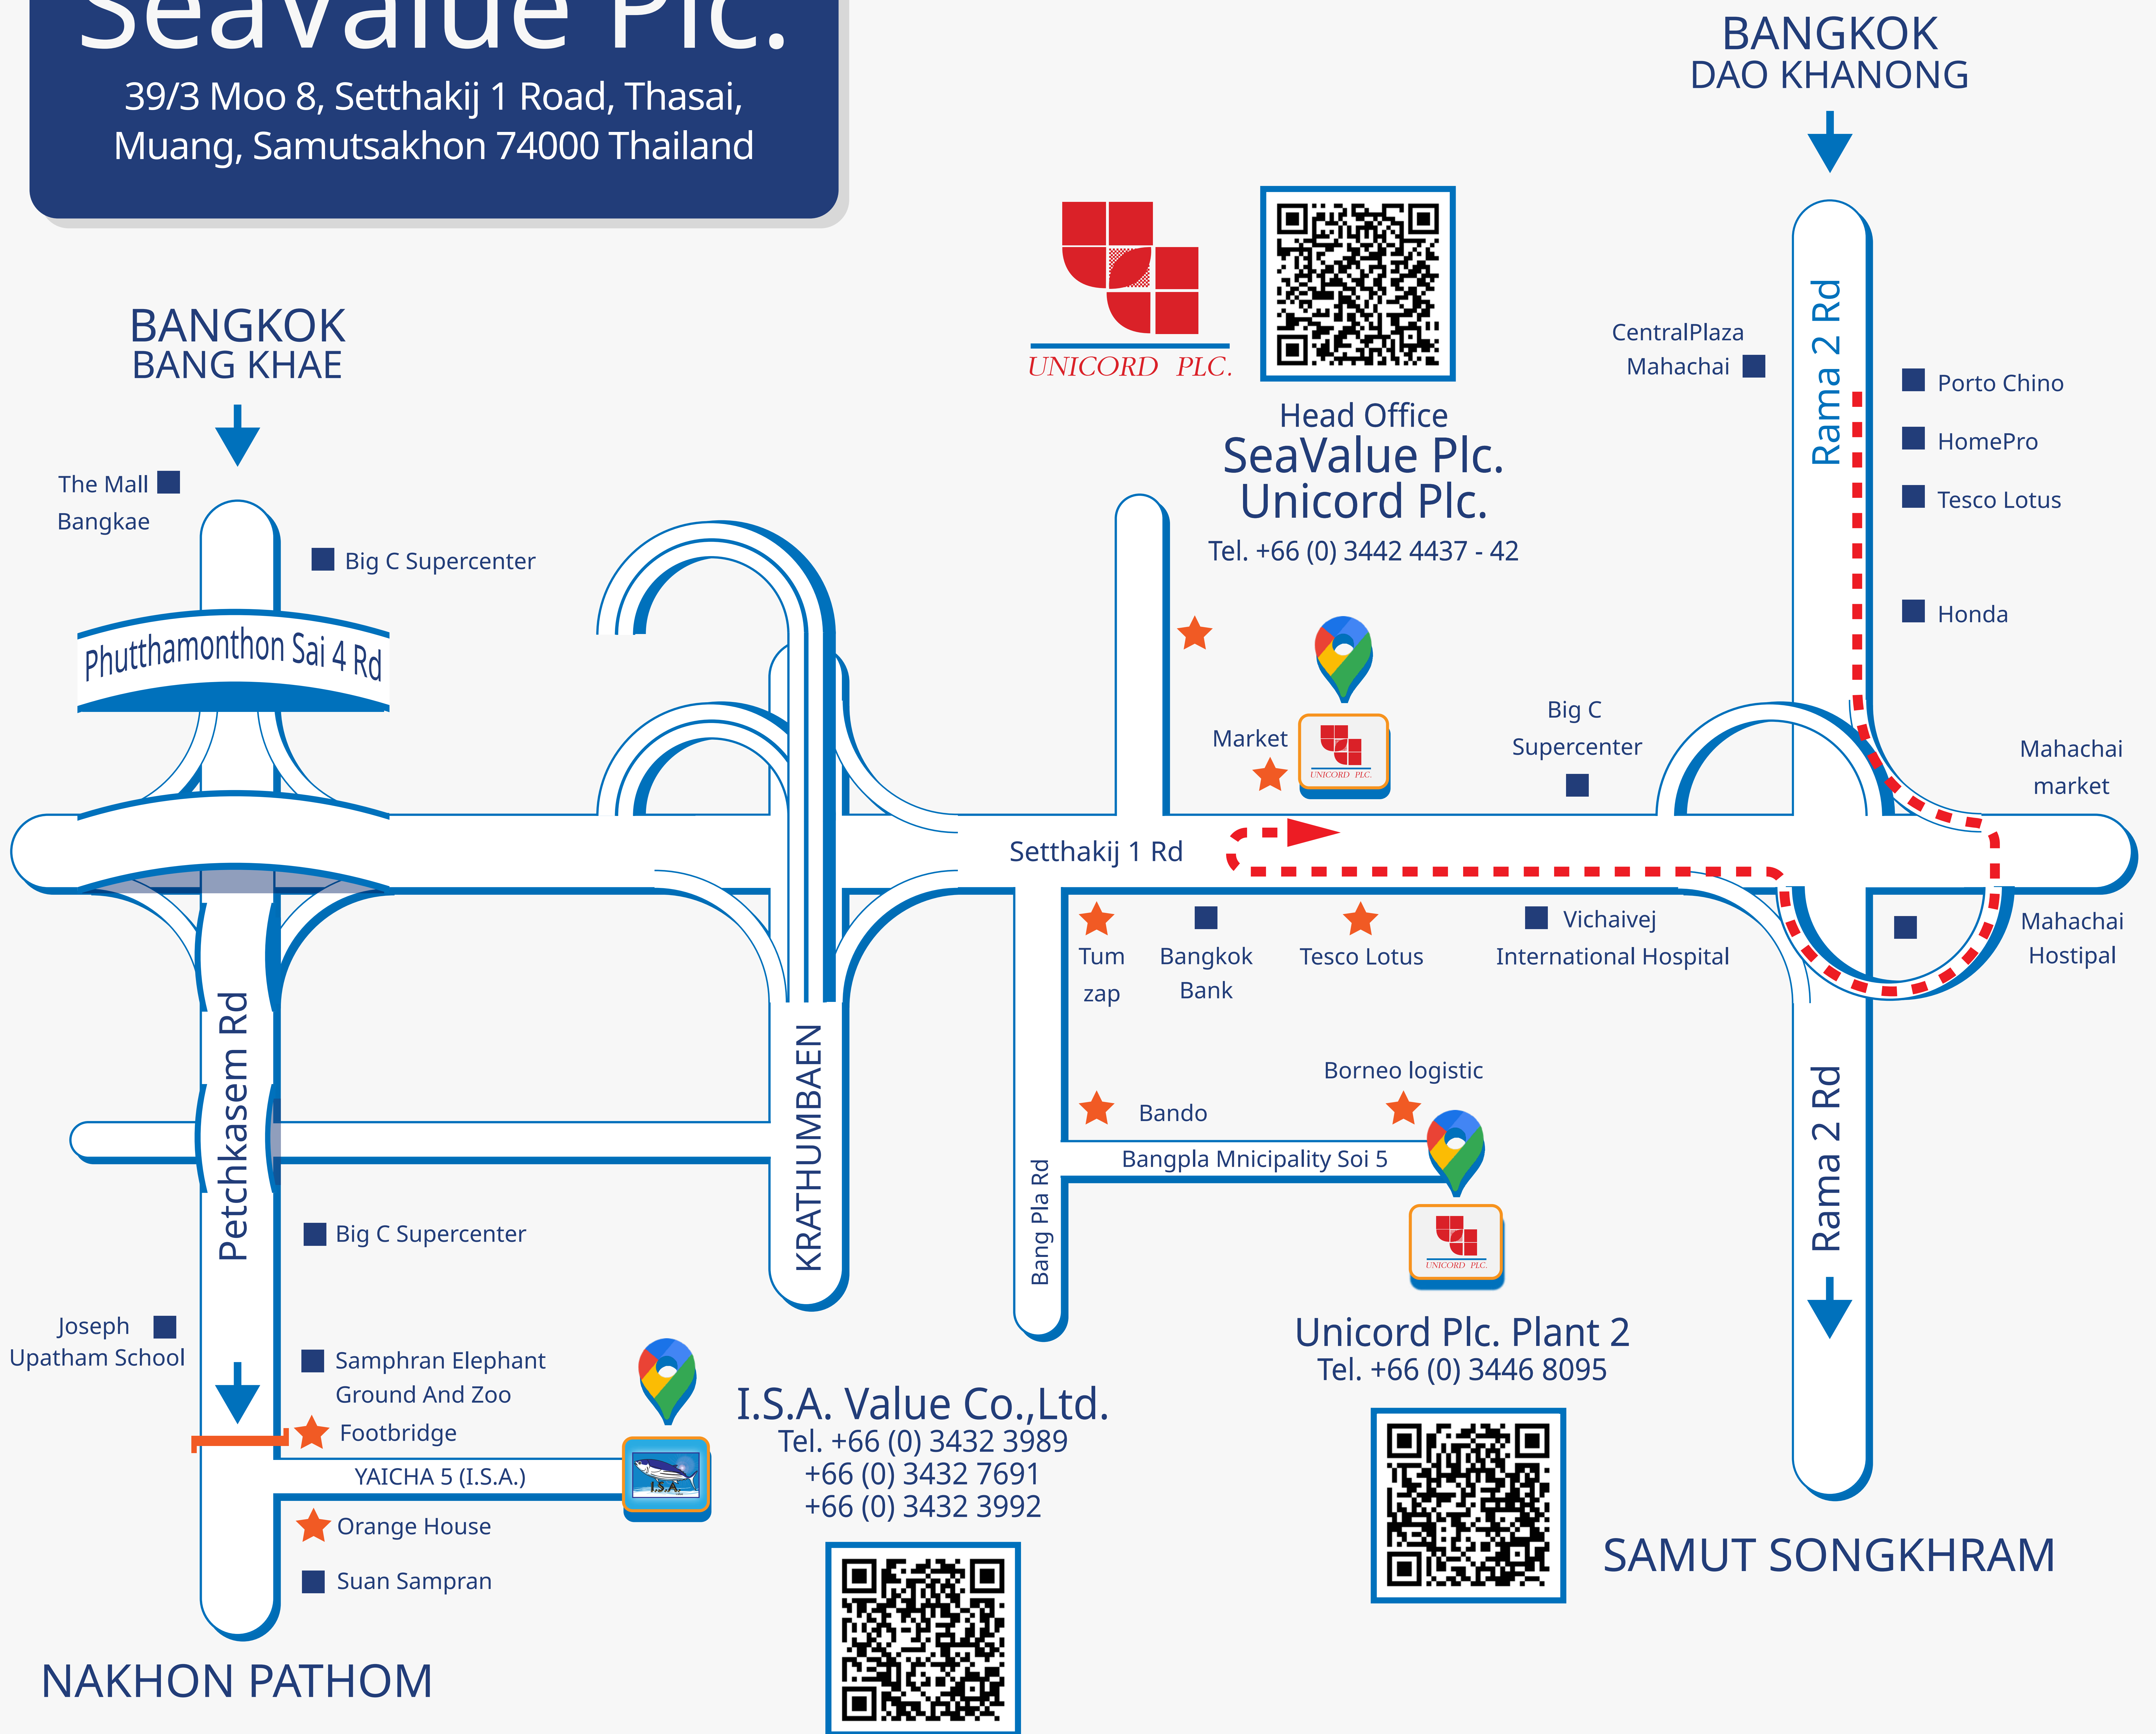 SeaValue Plc.
39/3 Moo 8, Setthakij 1 Road, Thasai,
Muang, Samutsakhon 74000 Thailand
BANGKOK
DAO KHANONG
UNICORD PLC.
Head Office
SeaValue Plc.
Unicord Plc.
Tel. +66 (0) 3442 4437 - 42
BANGKOK
BANG KHAE
The Mall
Bangkae
Big C Supercenter
Phutthamonthon Sai 4 Rd
CentralPlaza
Mahachai
Rama 2 Rd
Porto Chino
HomePro
Tesco Lotus
Honda
Market
UNICORD PLC.
Big C
Supercenter
Mahachai
market
Setthakij 1 Rd
Tum
zap
Bangkok
Bank
Tesco Lotus
Vichaivej
International Hospital
Mahachai
Hostipal
Petchkasem Rd
KRATHUMBAEN
Bang Pla Rd
Bando
Borneo logistic
Bangpla Mnicipality Soi 5
UNICORD PLC.
Rama 2 Rd
Unicord Plc. Plant 2
Tel. +66 (0) 3446 8095
Big C Supercenter
Joseph
Upatham School
Samphran Elephant
Ground And Zoo
Footbridge
YAICHA 5 (I.S.A.)
I.S.A.
Orange House
Suan Sampran
I.S.A. Value Co.,Ltd.
Tel. +66 (0) 3432 3989
+66 (0) 3432 7691
+66 (0) 3432 3992
SAMUT SONGKHRAM
NAKHON PATHOM